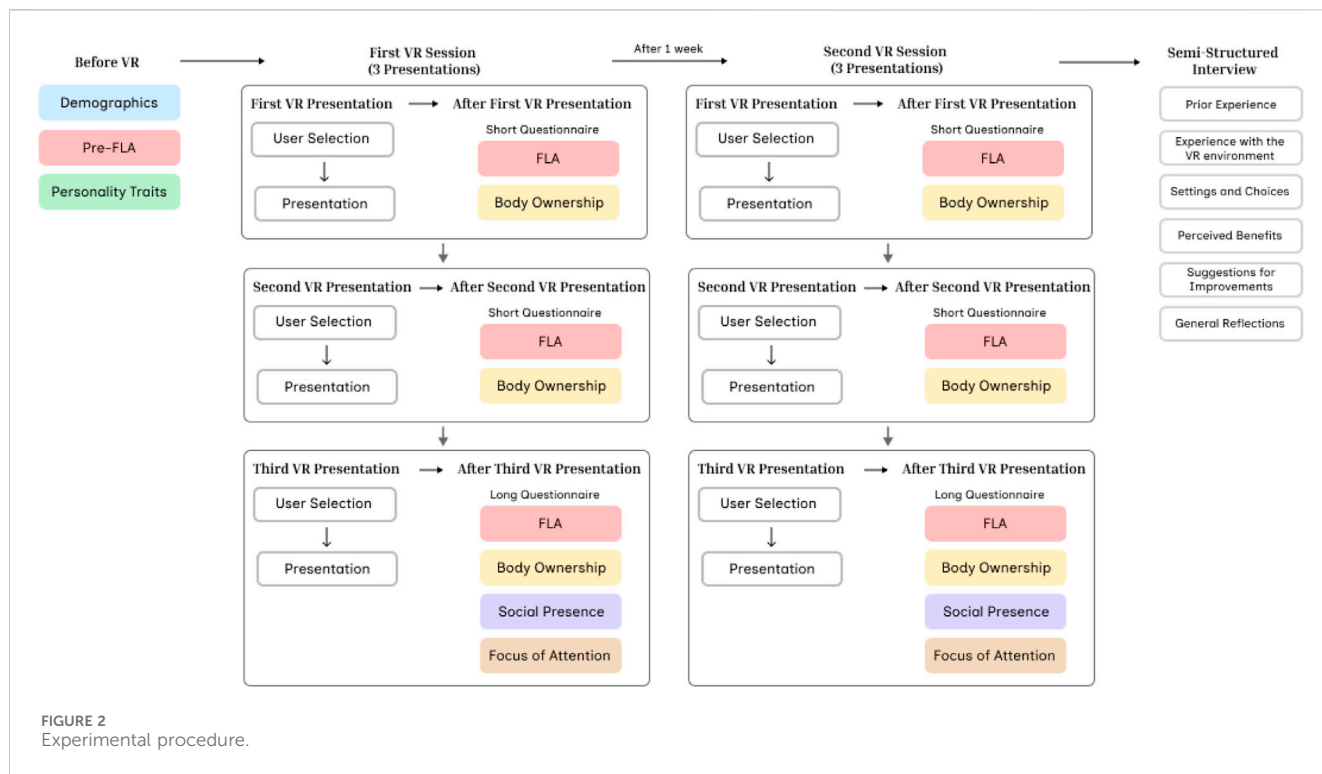 Before VR
First VR Session
(3 Presentations)
After 1 week
Second VR Session
(3 Presentations)
Semi-Structured
Interview
Demographics
Pre-FLA
Personality Traits
First VR Presentation
After First VR Presentation
User Selection
Presentation
Short Questionnaire
FLA
Body Ownership
Second VR Presentation
After Second VR Presentation
User Selection
Presentation
Short Questionnaire
FLA
Body Ownership
Third VR Presentation
After Third VR Presentation
User Selection
Presentation
Long Questionnaire
FLA
Body Ownership
Social Presence
Focus of Attention
First VR Presentation
After First VR Presentation
User Selection
Presentation
Short Questionnaire
FLA
Body Ownership
Second VR Presentation
After Second VR Presentation
User Selection
Presentation
Short Questionnaire
FLA
Body Ownership
Third VR Presentation
After Third VR Presentation
User Selection
Presentation
Long Questionnaire
FLA
Body Ownership
Social Presence
Focus of Attention
Prior Experience
Experience with the
VR environment
Settings and Choices
Perceived Benefits
Suggestions for
Improvements
General Reflections
FIGURE 2
Experimental procedure.